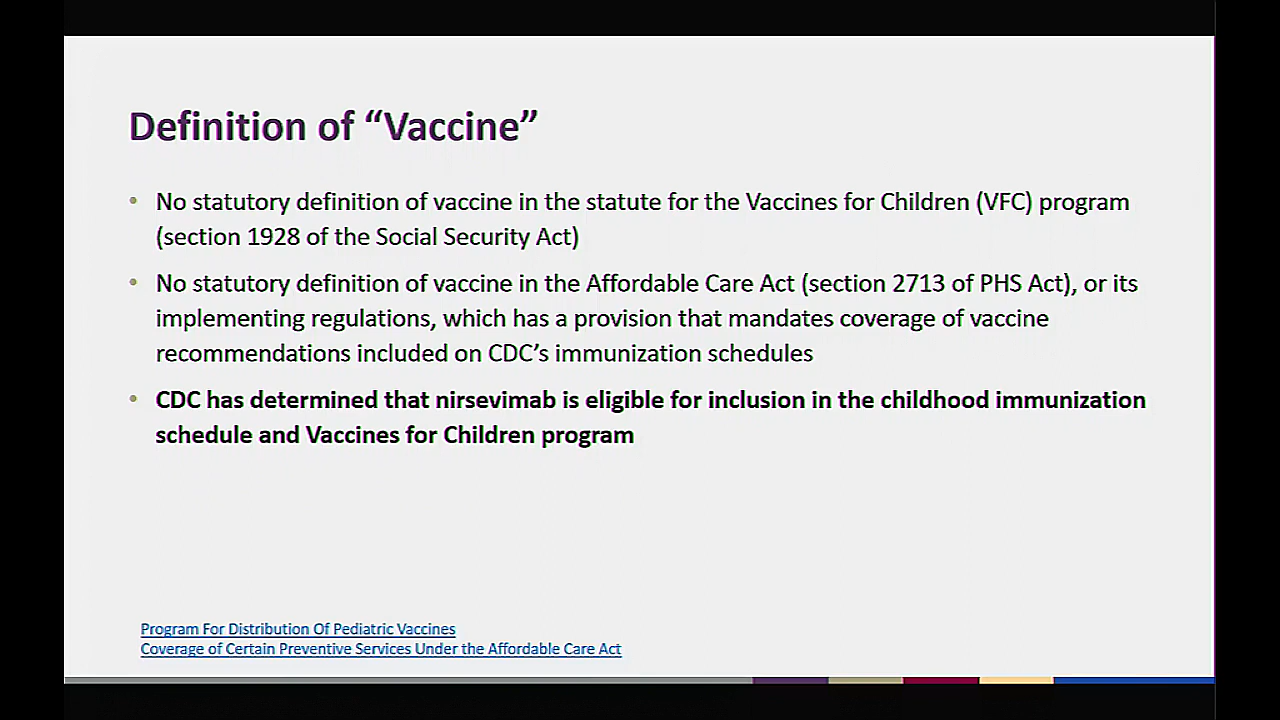 Definition of “Vaccine”
• No statutory definition of vaccine in the statute for the Vaccines for Children (VFC) program
(section 1928 of the Social Security Act)
• No statutory definition of vaccine in the Affordable Care Act (section 2713 of PHS Act), or its
implementing regulations, which has a provision that mandates coverage of vaccine
recommendations included on CDC’s immunization schedules
• CDC has determined that nirsevimab is eligible for inclusion in the childhood immunization
schedule and Vaccines for Children program
Program For Distribution Of Pediatric Vaccines
Coverage of Certain Preventive Services Under the Affordable Care Act